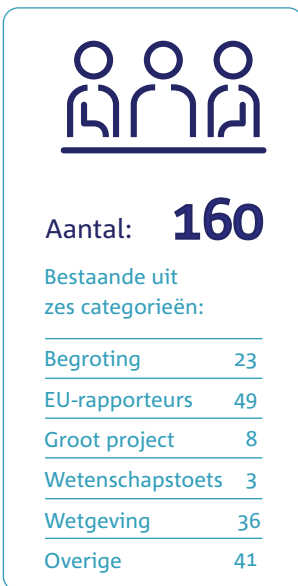 Aantal: 160
Bestaande uit
zes categorieën:
Begroting 23
EU-rapporteurs 49
Groot project 8
Wetenschapstoets 3
Wetgeving 36
Overige 41